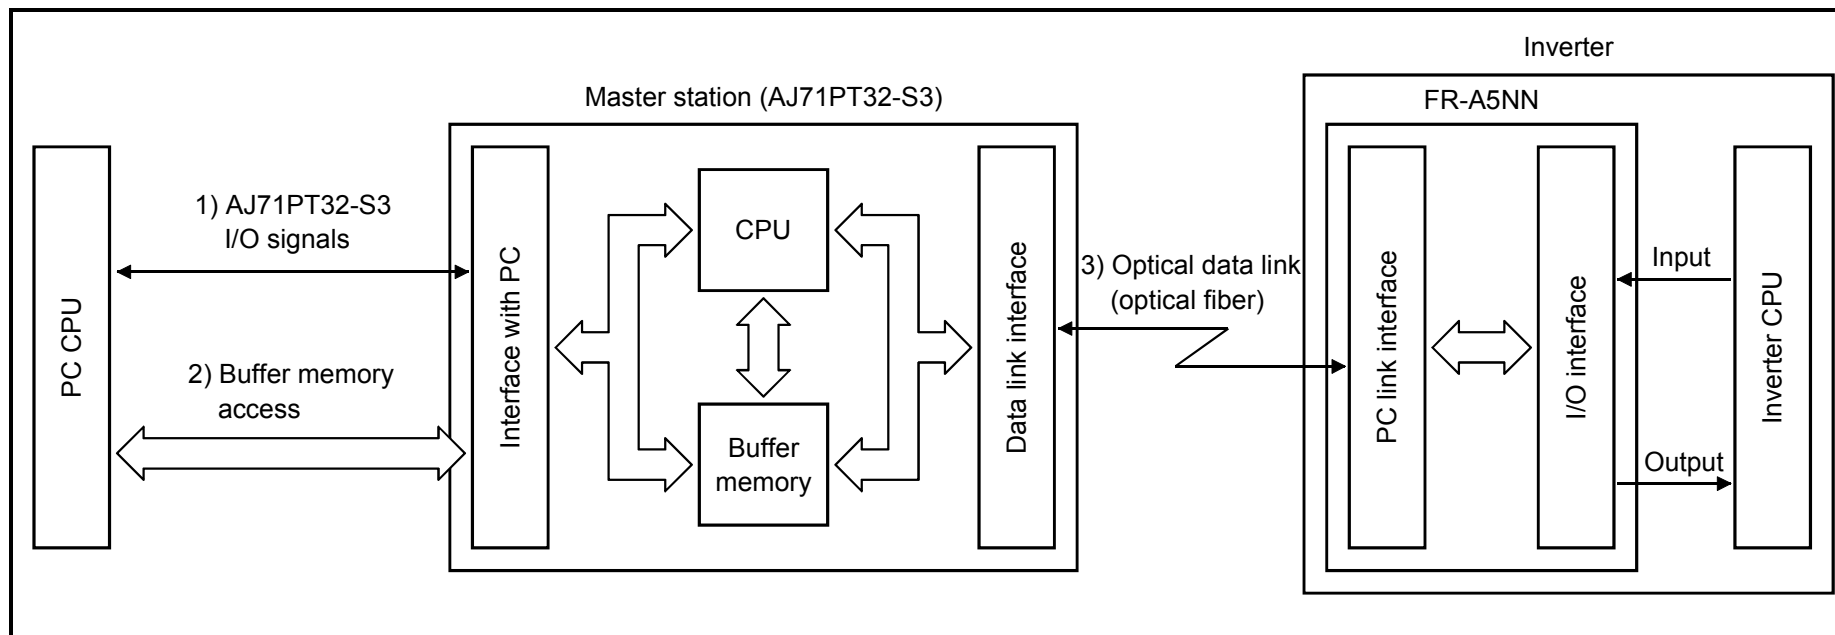 Inverter
Master station (AJ71PT32-S3)
FR-A5NN
PC CPU
1) AJ71PT32-S3
I/O signals
2) Buffer memory
access
Interface with PC
CPU
Buffer
memory
Data link interface
3) Optical data link
(optical fiber)
PC link interface
I/O interface
Input
Output
Inverter CPU